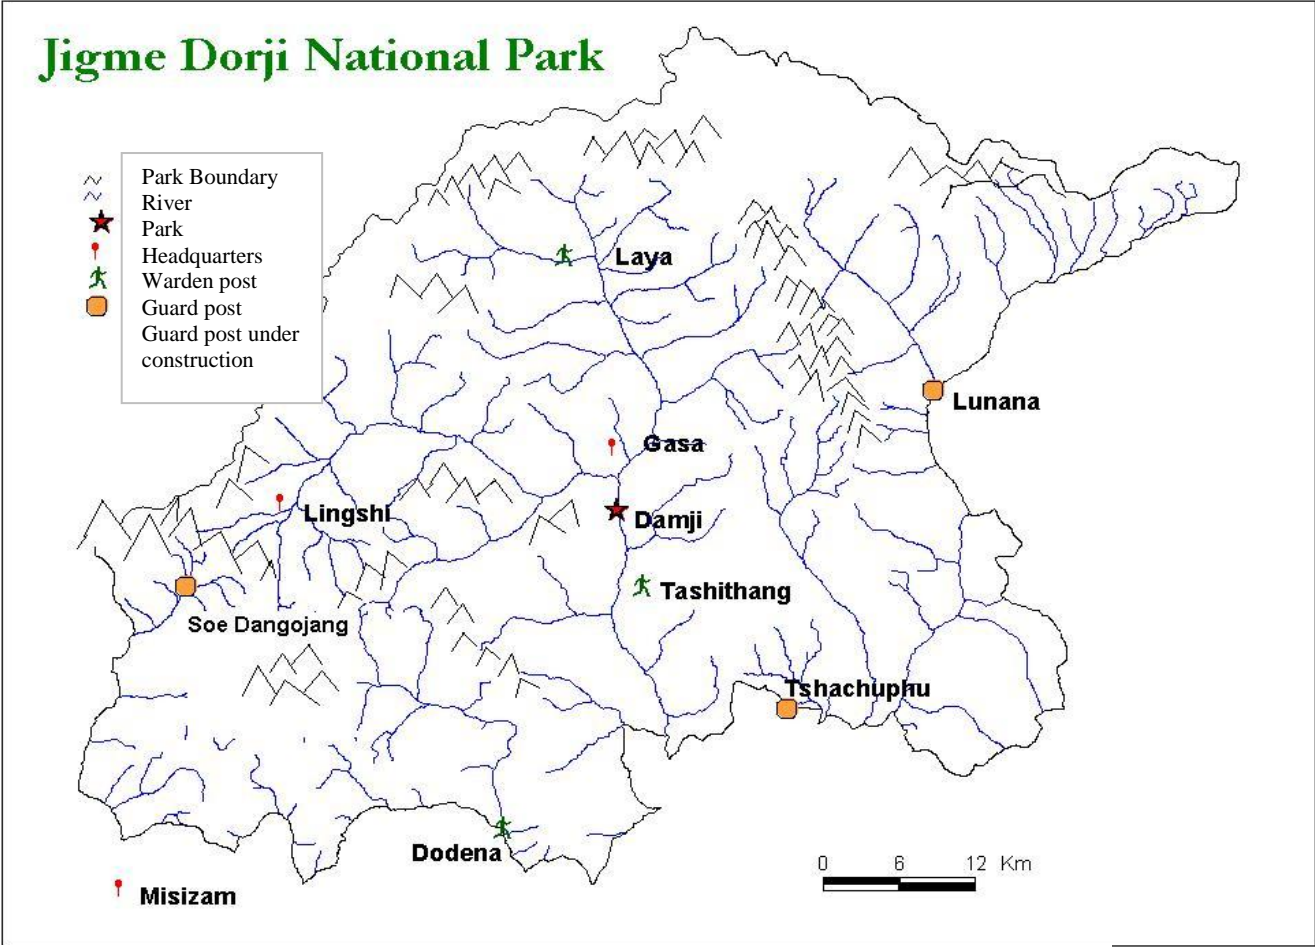 Jigme Dorji National Park
Park Boundary
River
Park
Headquarters
Warden post
Guard post
Guard post under
construction
Laya
Lunana
Gasa
Lingshi
Damji
Tashithang
Soe Dangojang
Tshachuphu
Dodena
0 6 12 Km
Misizam